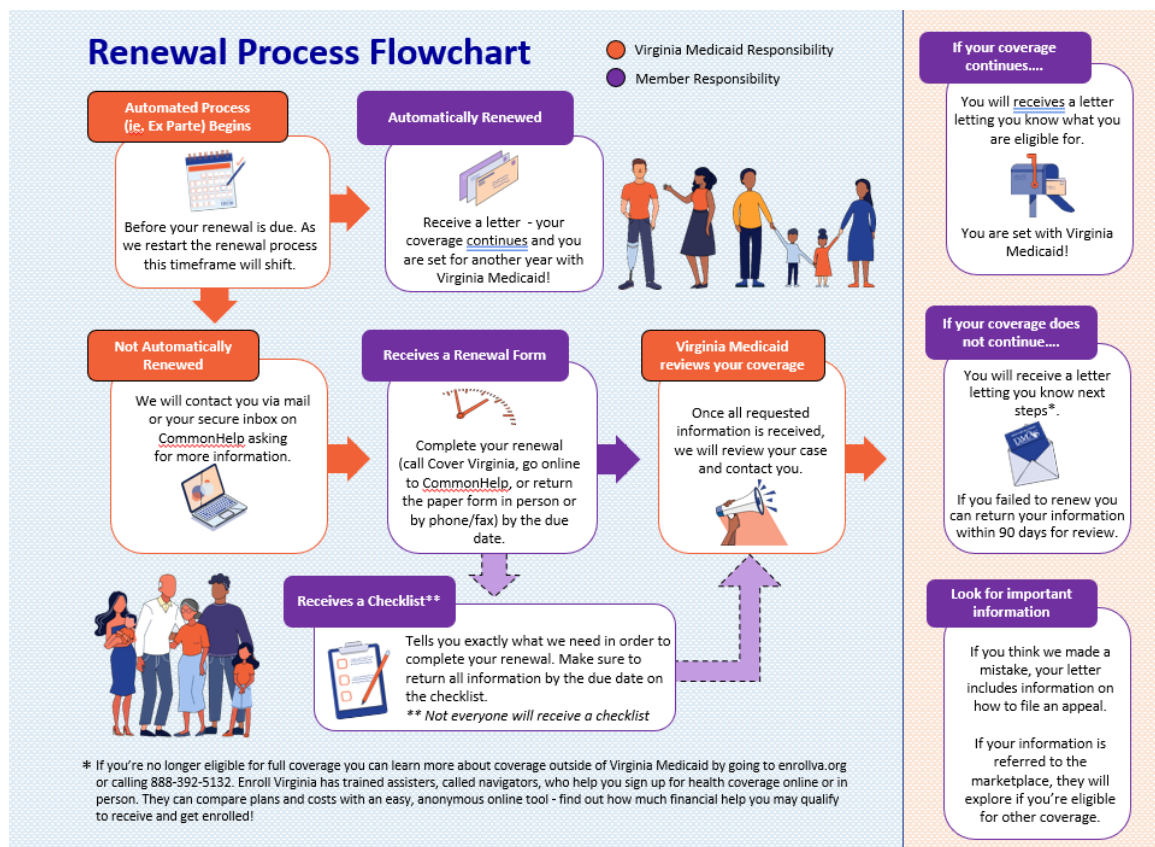 Renewal Process Flowchart
Virginia Medicaid Responsibility
Member Responsibility
Automated Process
(ie, Ex Parte) Begins
Before your renewal is due. As
we restart the renewal process
this timeframe will shift.
Automatically Renewed
Receive a letter - your
coverage continues and you
are set for another year with
Virginia Medicaid!
Not Automatically
Renewed
We will contact you via mail
or your secure inbox on
CommonHelp asking
for more information.
Receives a Renewal Form
Complete your renewal
(call Cover Virginia, go online
to CommonHelp, or return
the paper form in person or
by phone/fax) by the due
date.
Virginia Medicaid
reviews your coverage
Once all requested
information is received,
we will review your case
and contact you.
Receives a Checklist**
Tells you exactly what we need in order to
complete your renewal. Make sure to
return all information by the due date on
the checklist.
** Not everyone will receive a checklist
* If you're no longer eligible for full coverage you can learn more about coverage outside of Virginia Medicaid by going to enrollva.org
or calling 888-392-5132. Enroll Virginia has trained assisters, called navigators, who help you sign up for health coverage online or in
person. They can compare plans and costs with an easy, anonymous online tool - find out how much financial help you may qualify
to receive and get enrolled!
If your coverage
continues....
You will receives a letter
letting you know what you
are eligible for.
You are set with Virginia
Medicaid!
If your coverage does
not continue....
You will receive a letter
letting you know next
steps*.
If you failed to renew you
can return your information
within 90 days for review.
Look for important
information
If you think we made a
mistake, your letter
includes information on
how to file an appeal.
If your information is
referred to the
marketplace, they will
explore if you're eligible
for other coverage.